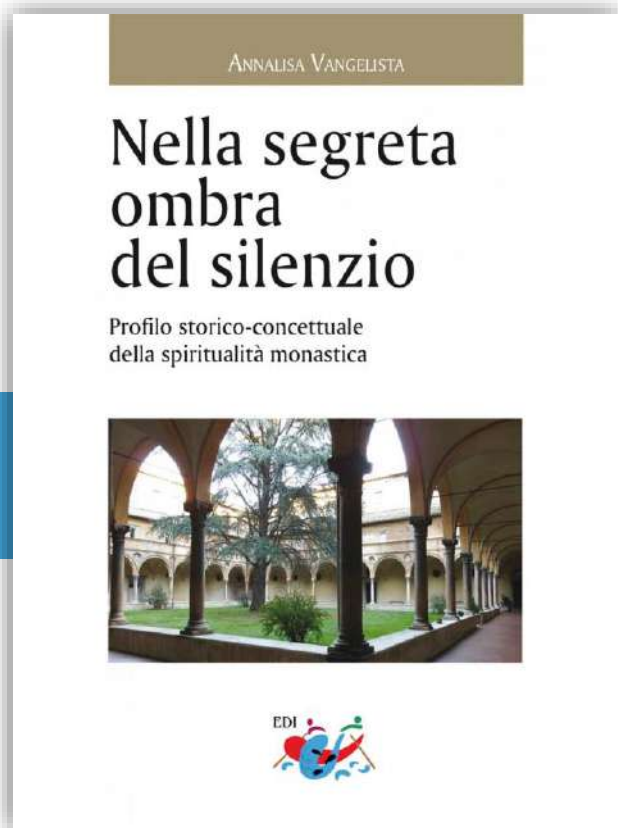 ANNALISA VANGELISTA
Nella segreta
ombra
del silenzio
Profilo storico-concettuale
della spiritualità monastica
EDI